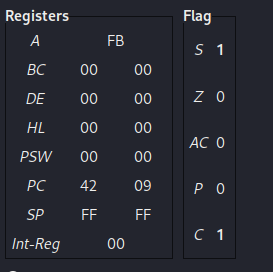 Registers
A FB
BC 00 00
DE 00 00
HL 00 00
PSW 00 00
PC 42 09
SP FF FF
Int-Reg 00
Flag
S 1
Z 0
AC 0
P 0
C 1